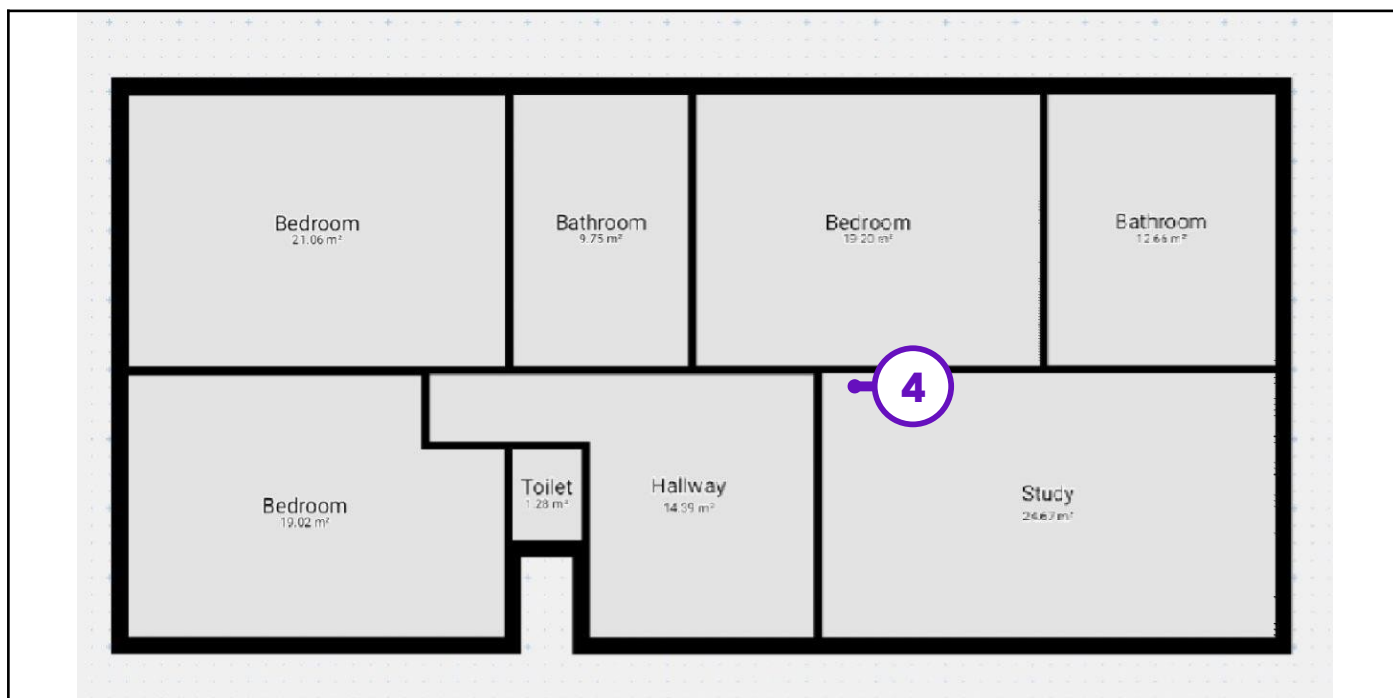 Bedroom
21.06 m²
Bathroom
9.75 m²
Bedroom
19.20 m²
Bathroom
12.66 m²
4
Bedroom
19.02 m²
Toilet
1.28 m²
Hallway
14.39 m²
Study
24.67 m²